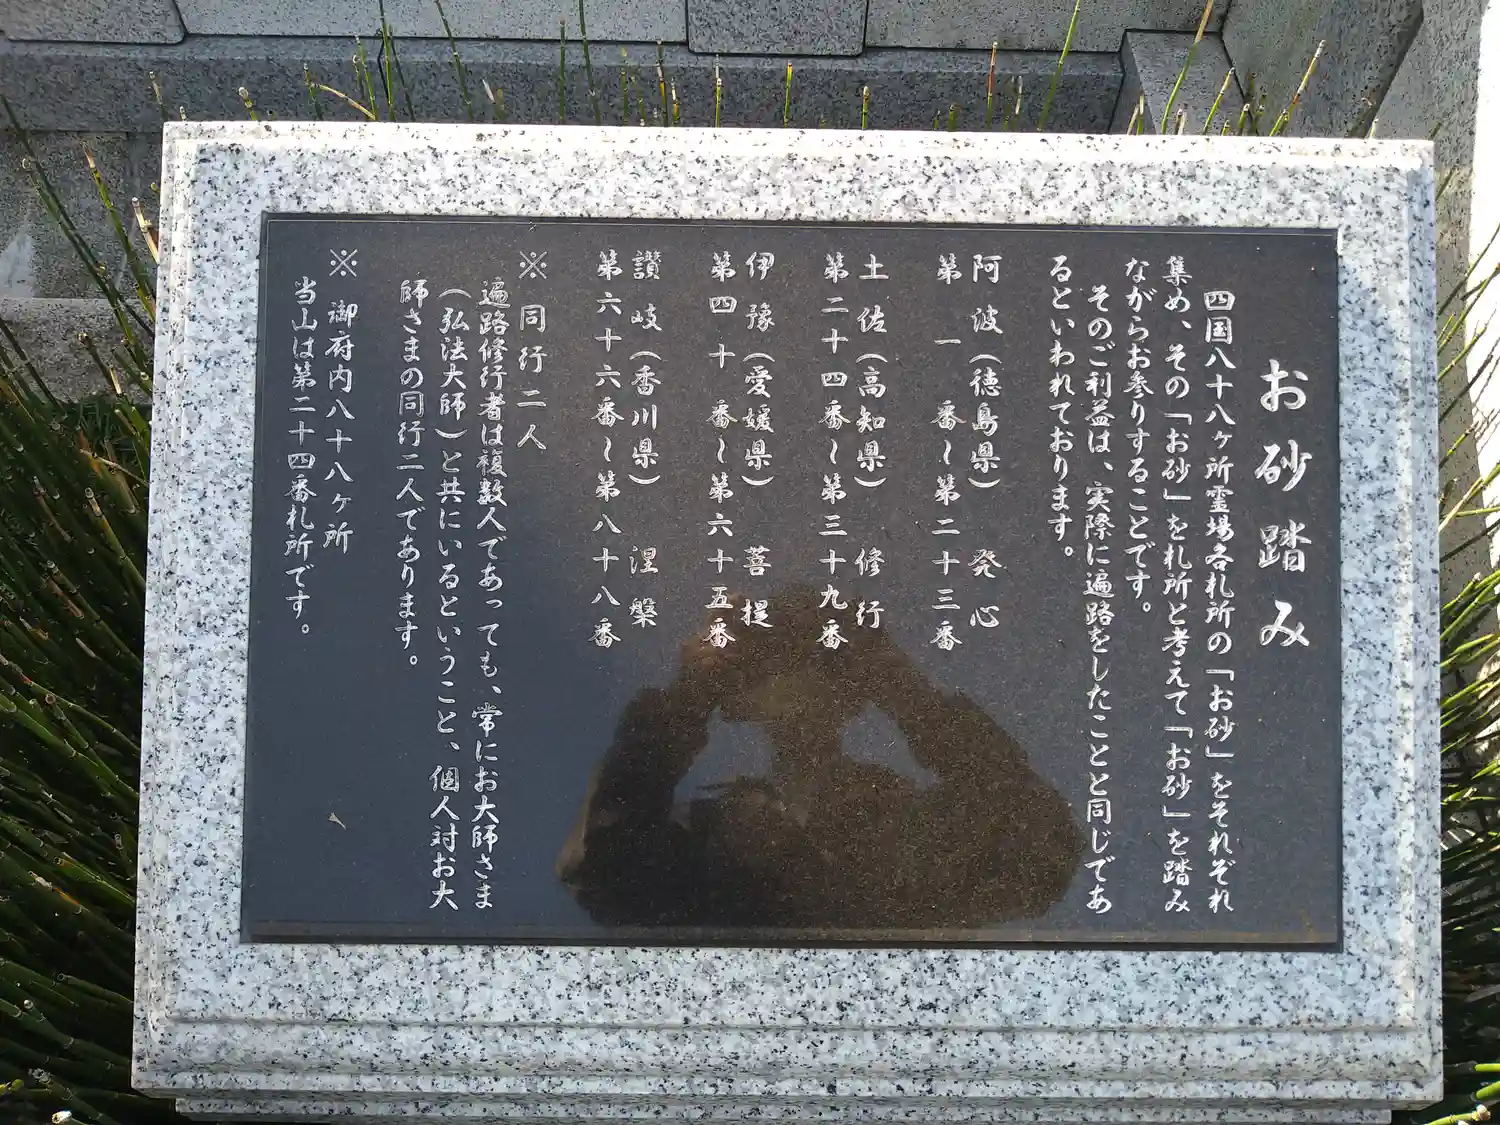 お砂踏み
四国八十八ヶ所霊場各札所の「お砂」をそれぞれ
集め、その「お砂」を札所と考えて「お砂」を踏み
ながらお参りすることです。
そのご利益は、実際に遍路をしたことと同じであ
るといわれております。
阿波（徳島県） 発心
第一番～第二十三番
土佐（高知県） 修行
第二十四番～第三十九番
伊豫（愛媛県） 菩提
第四十番～第六十五番
讃岐（香川県） 涅槃
第六十六番～第八十八番
※同行二人
遍路修行者は複数人であっても、常にお大師さま
（弘法大師）と共にいるということ、個人対お大
師さまの同行二人であります。
※御府内八十八ヶ所
当山は第二十四番札所です。